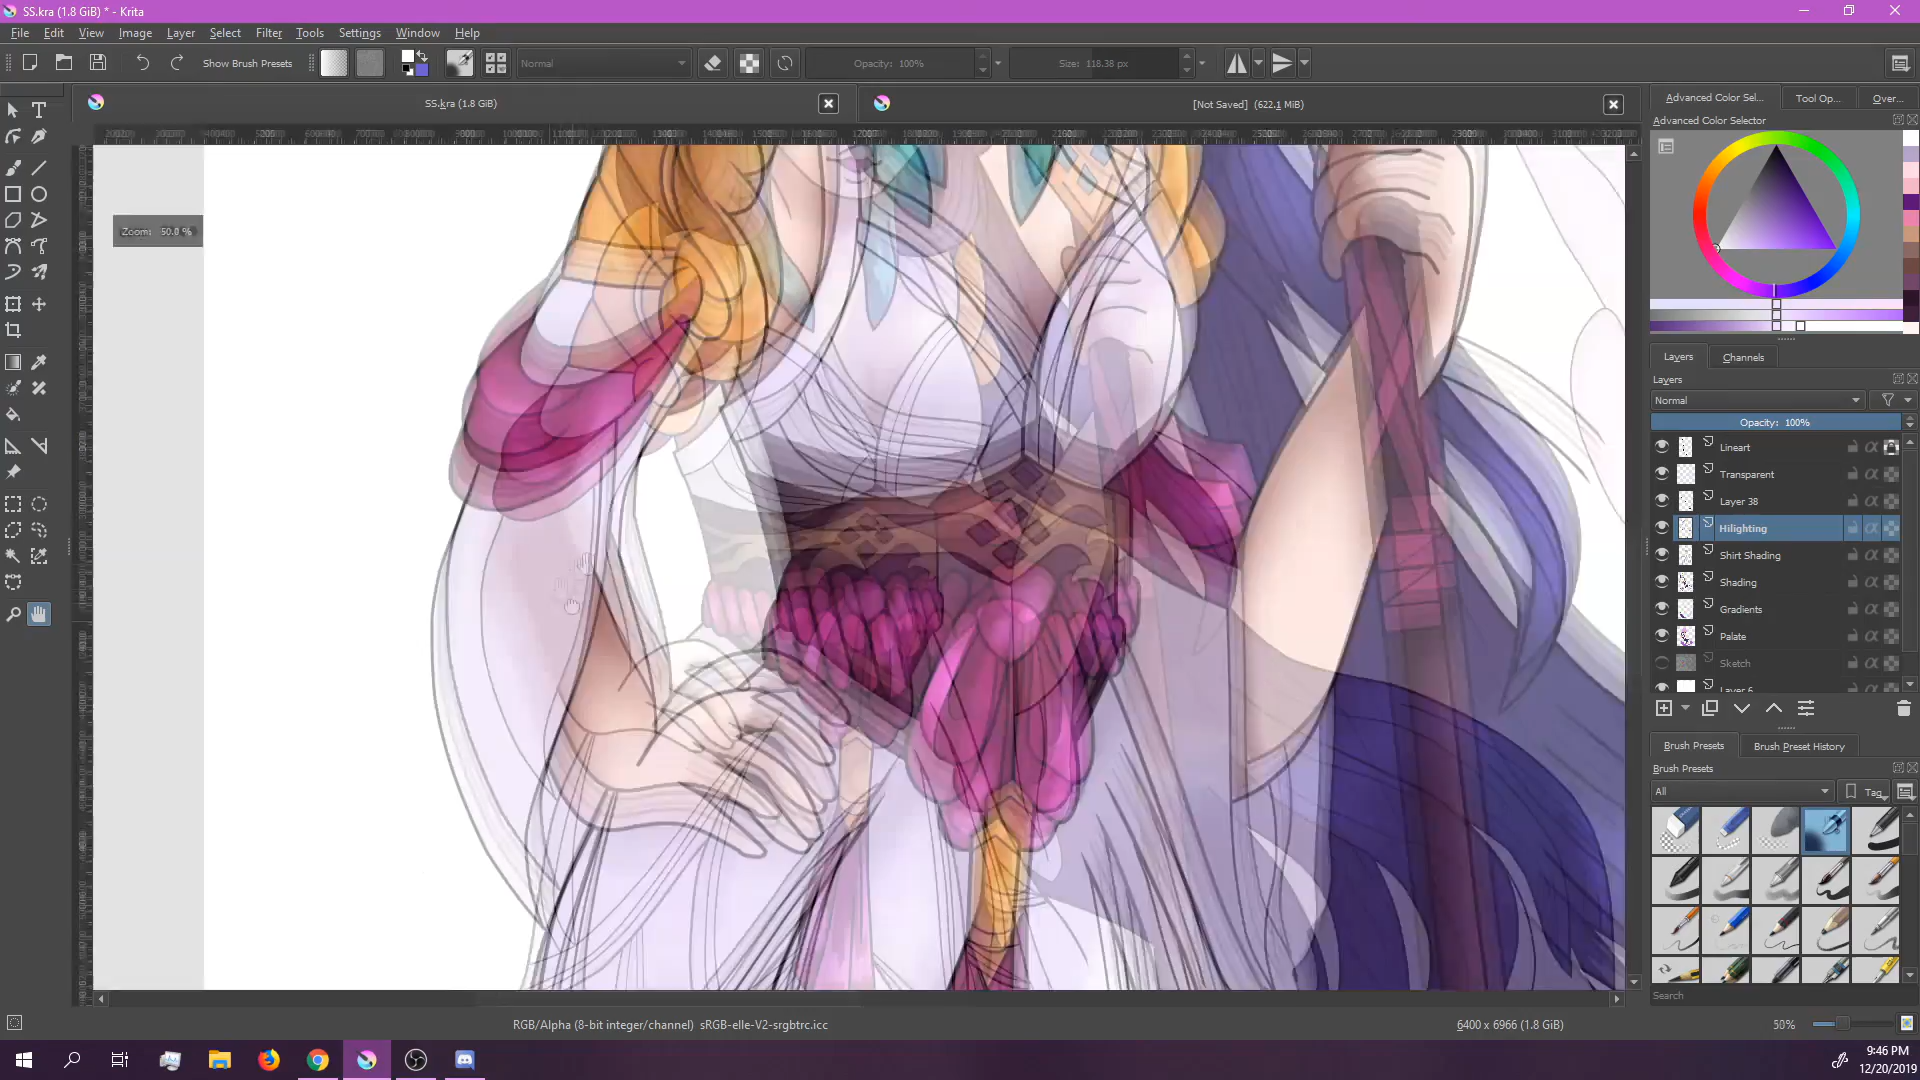 SS.kra (1.8 GiB) * - Krita
File Edit View Image Layer Select Filter Tools Settings Window Help
Show Brush Presets Normal Opacity: 100% Size: 118.38 px
SS.kra (1.8 GiB) [Not Saved] (622.1 MiB)
Advanced Color Sel... Tool Op... Over...
Advanced Color Selector
Zoom: 50.0 %
Layers Channels
Layers
Normal
Opacity: 100%
Lineart
Transparent
Layer 38
Hilighting
Shirt Shading
Shading
Gradients
Palate
Sketch
Layer 6
Brush Presets Brush Preset History
Brush Presets
All Tag
Search
RGB/Alpha (8-bit integer/channel) sRGB-elle-V2-srgbtrc.icc 6400 x 6966 (1.8 GiB) 50%
9:46 PM
12/20/2019